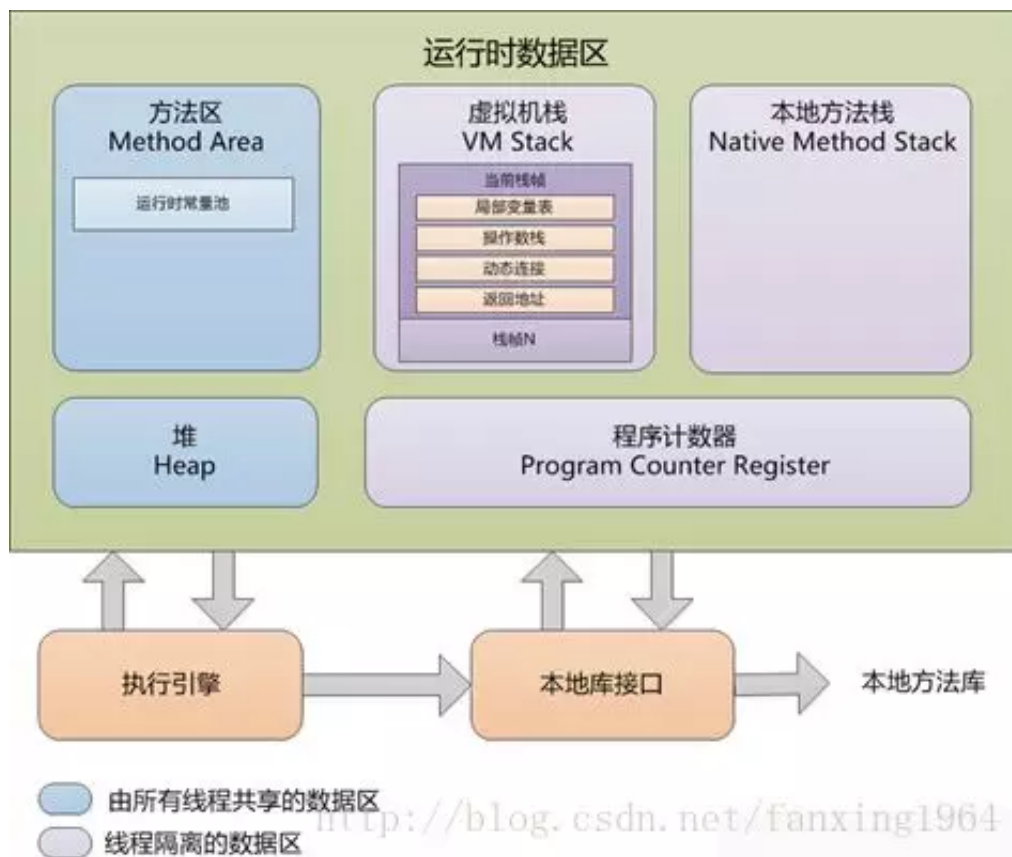 运行时数据区
方法区
Method Area
运行时常量池
虚拟机栈
VM Stack
当前栈帧
局部变量表
操作数栈
动态连接
返回地址
栈帧N
本地方法栈
Native Method Stack
堆
Heap
程序计数器
Program Counter Register
执行引擎
本地库接口
本地方法库
由所有线程共享的数据区
线程隔离的数据区
http://blog.csdn.net/fanxing1964